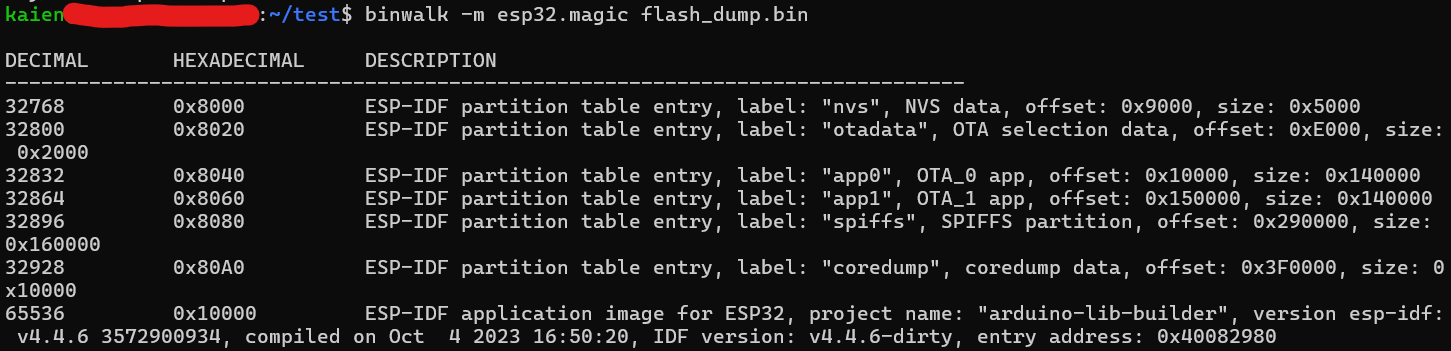 kaien:~/test$ binwalk -m esp32.magic flash_dump.bin
DECIMAL       HEXADECIMAL     DESCRIPTION
--------------------------------------------------------------------------------
32768         0x8000          ESP-IDF partition table entry, label: "nvs", NVS data, offset: 0x9000, size: 0x5000
32800         0x8020          ESP-IDF partition table entry, label: "otadata", OTA selection data, offset: 0xE000, size:
 0x2000
32832         0x8040          ESP-IDF partition table entry, label: "app0", OTA_0 app, offset: 0x10000, size: 0x140000
32864         0x8060          ESP-IDF partition table entry, label: "app1", OTA_1 app, offset: 0x150000, size: 0x140000
32896         0x8080          ESP-IDF partition table entry, label: "spiffs", SPIFFS partition, offset: 0x290000, size:
0x160000
32928         0x80A0          ESP-IDF partition table entry, label: "coredump", coredump data, offset: 0x3F0000, size: 0
x10000
65536         0x10000         ESP-IDF application image for ESP32, project name: "arduino-lib-builder", version esp-idf:
 v4.4.6 3572900934, compiled on Oct  4 2023 16:50:20, IDF version: v4.4.6-dirty, entry address: 0x40082980